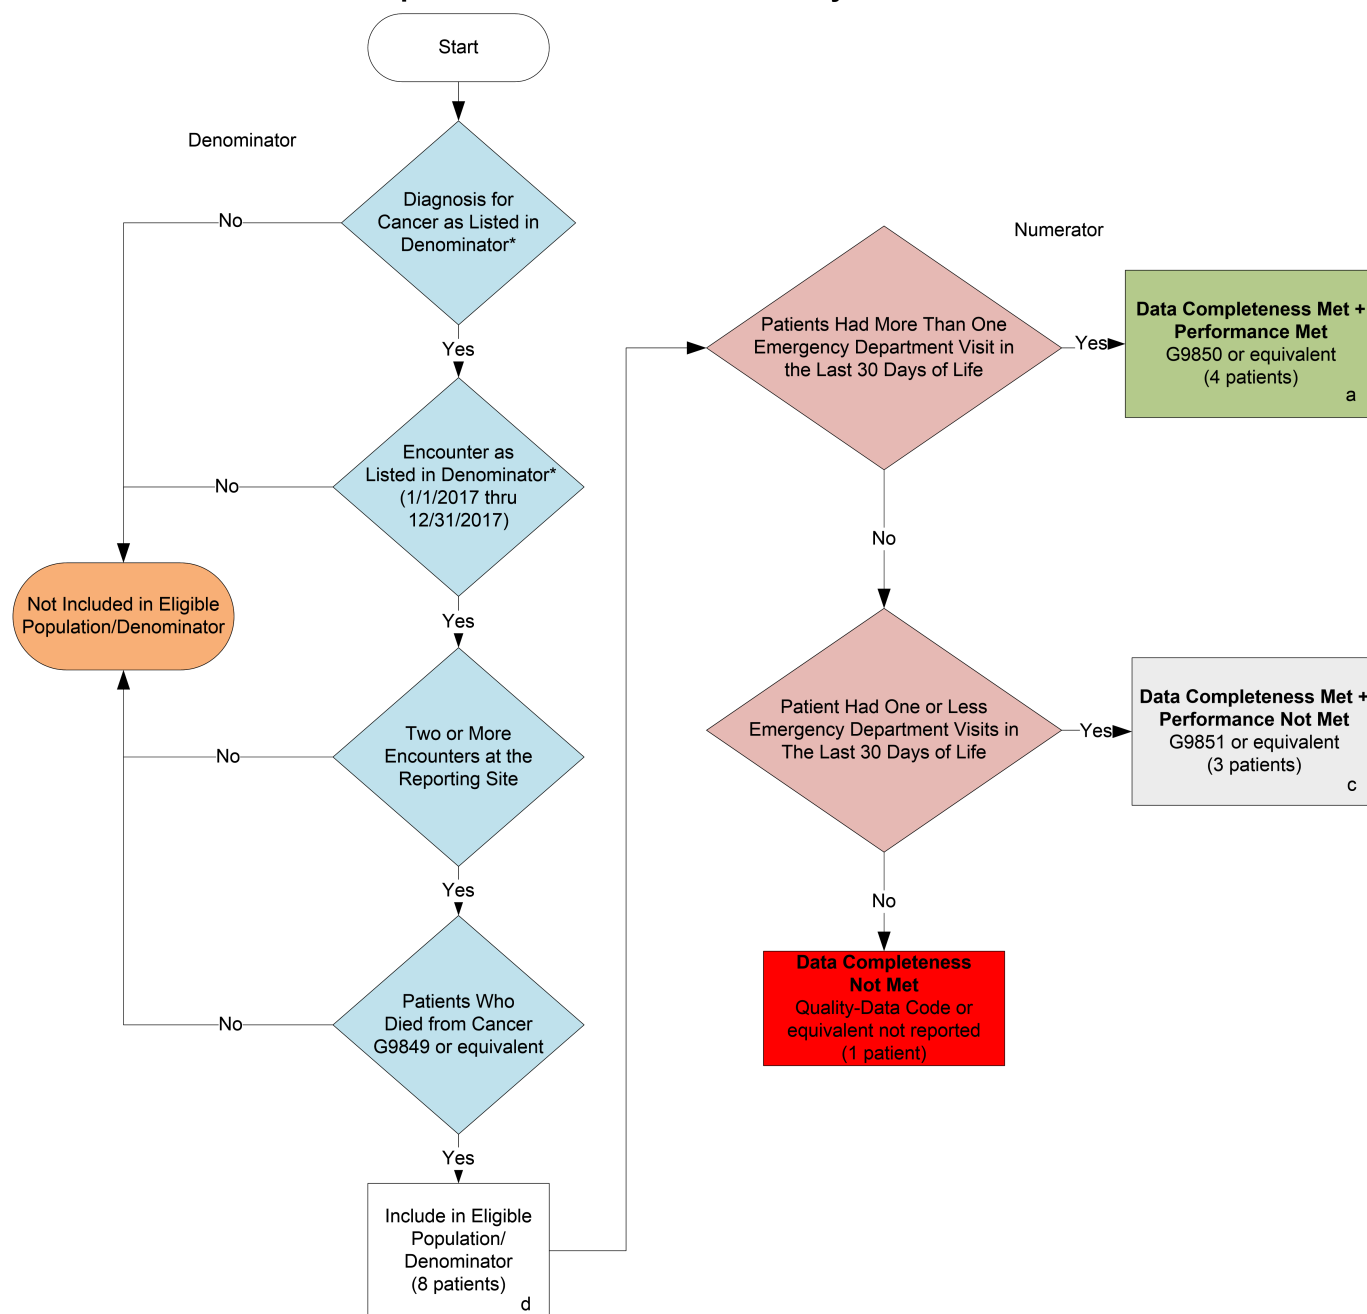 Start
Denominator
Diagnosis for
Cancer as Listed in
Denominator*
No
Yes
Encounter as
Listed in Denominator*
(1/1/2017 thru
12/31/2017)
No
Yes
Not Included in Eligible
Population/Denominator
Two or More
Encounters at the
Reporting Site
No
Yes
Patients Who
Died from Cancer
G9849 or equivalent
No
Yes
Include in Eligible
Population/
Denominator
(8 patients)
d
Numerator
Patients Had More Than One
Emergency Department Visit in
the Last 30 Days of Life
Yes
Data Completeness Met +
Performance Met
G9850 or equivalent
(4 patients)
a
No
Patient Had One or Less
Emergency Department Visits in
The Last 30 Days of Life
Yes
Data Completeness Met +
Performance Not Met
G9851 or equivalent
(3 patients)
c
No
Data Completeness
Not Met
Quality-Data Code or
equivalent not reported
(1 patient)